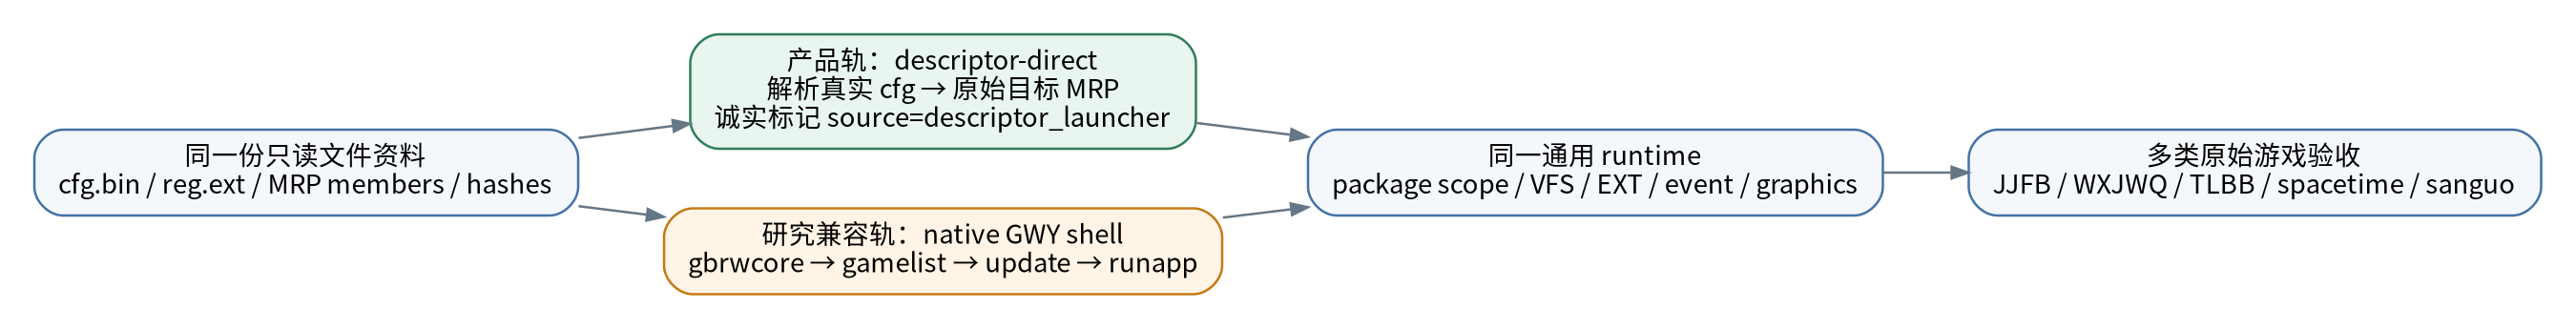 同一份只读文件资料
cfg.bin / reg.ext / MRP members / hashes
产品轨：descriptor-direct
解析真实 cfg → 原始目标 MRP
诚实标记 source=descriptor_launcher
研究兼容轨：native GWY shell
gbrwcore → gamelist → update → runapp
同一通用 runtime
package scope / VFS / EXT / event / graphics
多类原始游戏验收
JJFB / WXJWQ / TLBB / spacetime / sanguo